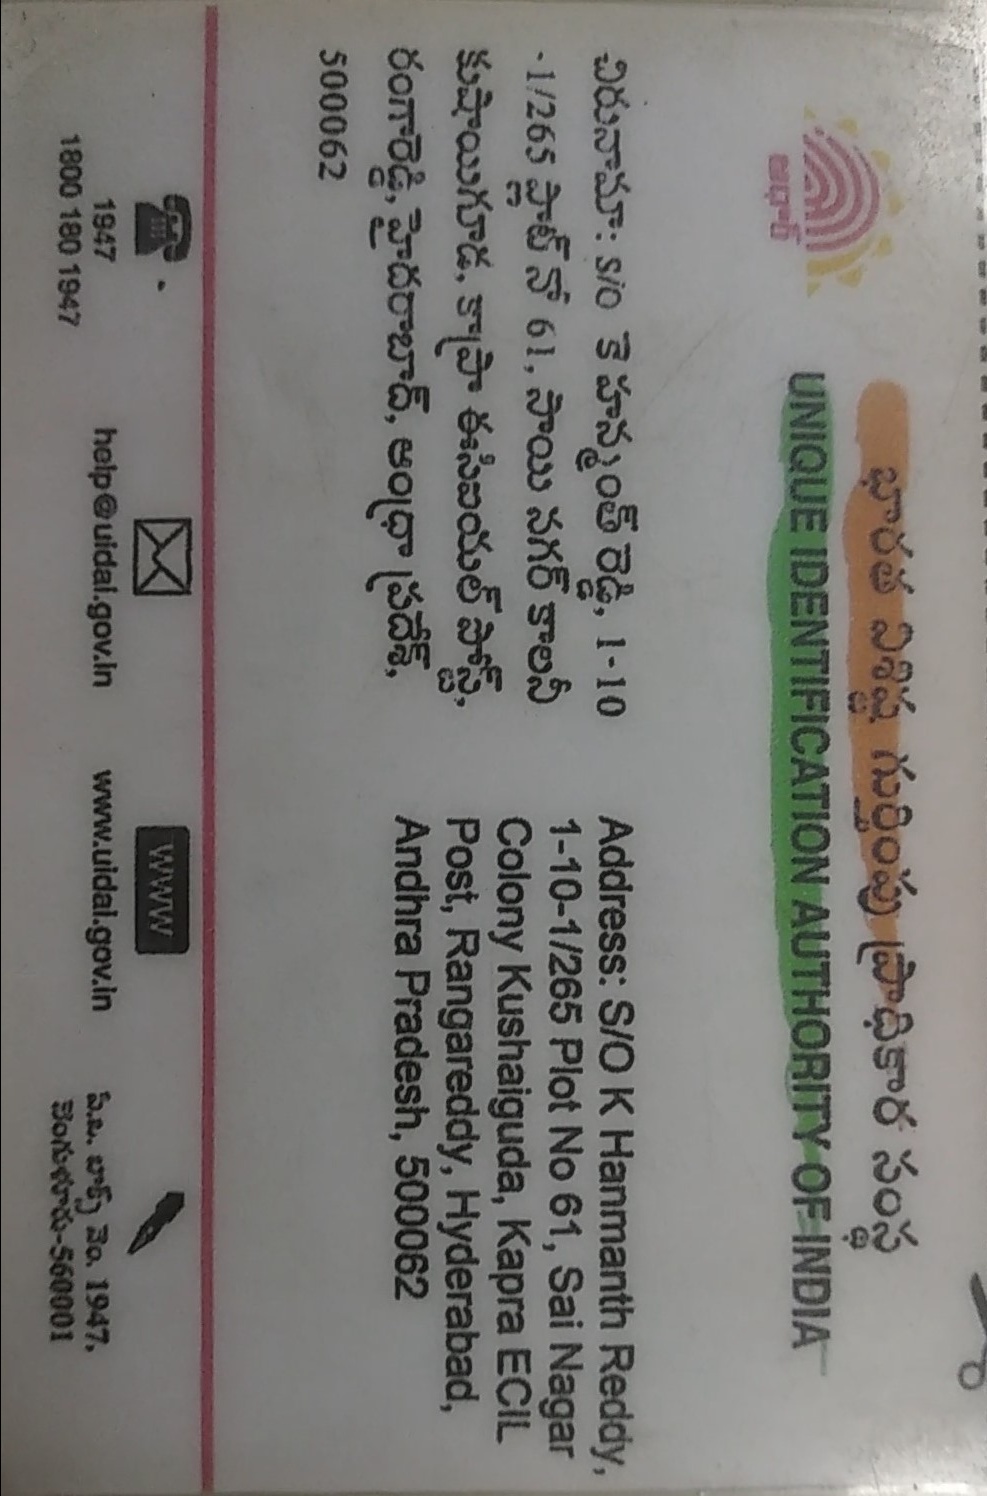 భారత విశిష్ట గుర్తింపు ప్రాధికార సంస్థ
UNIQUE IDENTIFICATION AUTHORITY OF INDIA
ఆధార్
చిరునామా: S/O కె హన్మంత్ రెడ్డి, 1-10
-1/265 ప్లాట్ నో 61, సాయి నగర్ కాలనీ
కుషాయిగూడ, కాప్రా ఈసిఐయల్ పోస్ట్,
రంగారెడ్డి, హైదరాబాద్, ఆంధ్రా ప్రదేశ్,
500062
Address: S/O K Hanmanth Reddy,
1-10-1/265 Plot No 61, Sai Nagar
Colony Kushaiguda, Kapra ECIL
Post, Rangareddy, Hyderabad,
Andhra Pradesh, 500062
1947
1800 180 1947
help@uidai.gov.in
WWW
www.uidai.gov.in
పి.బి. బాక్స్ నెం. 1947,
బెంగుళూరు-560001